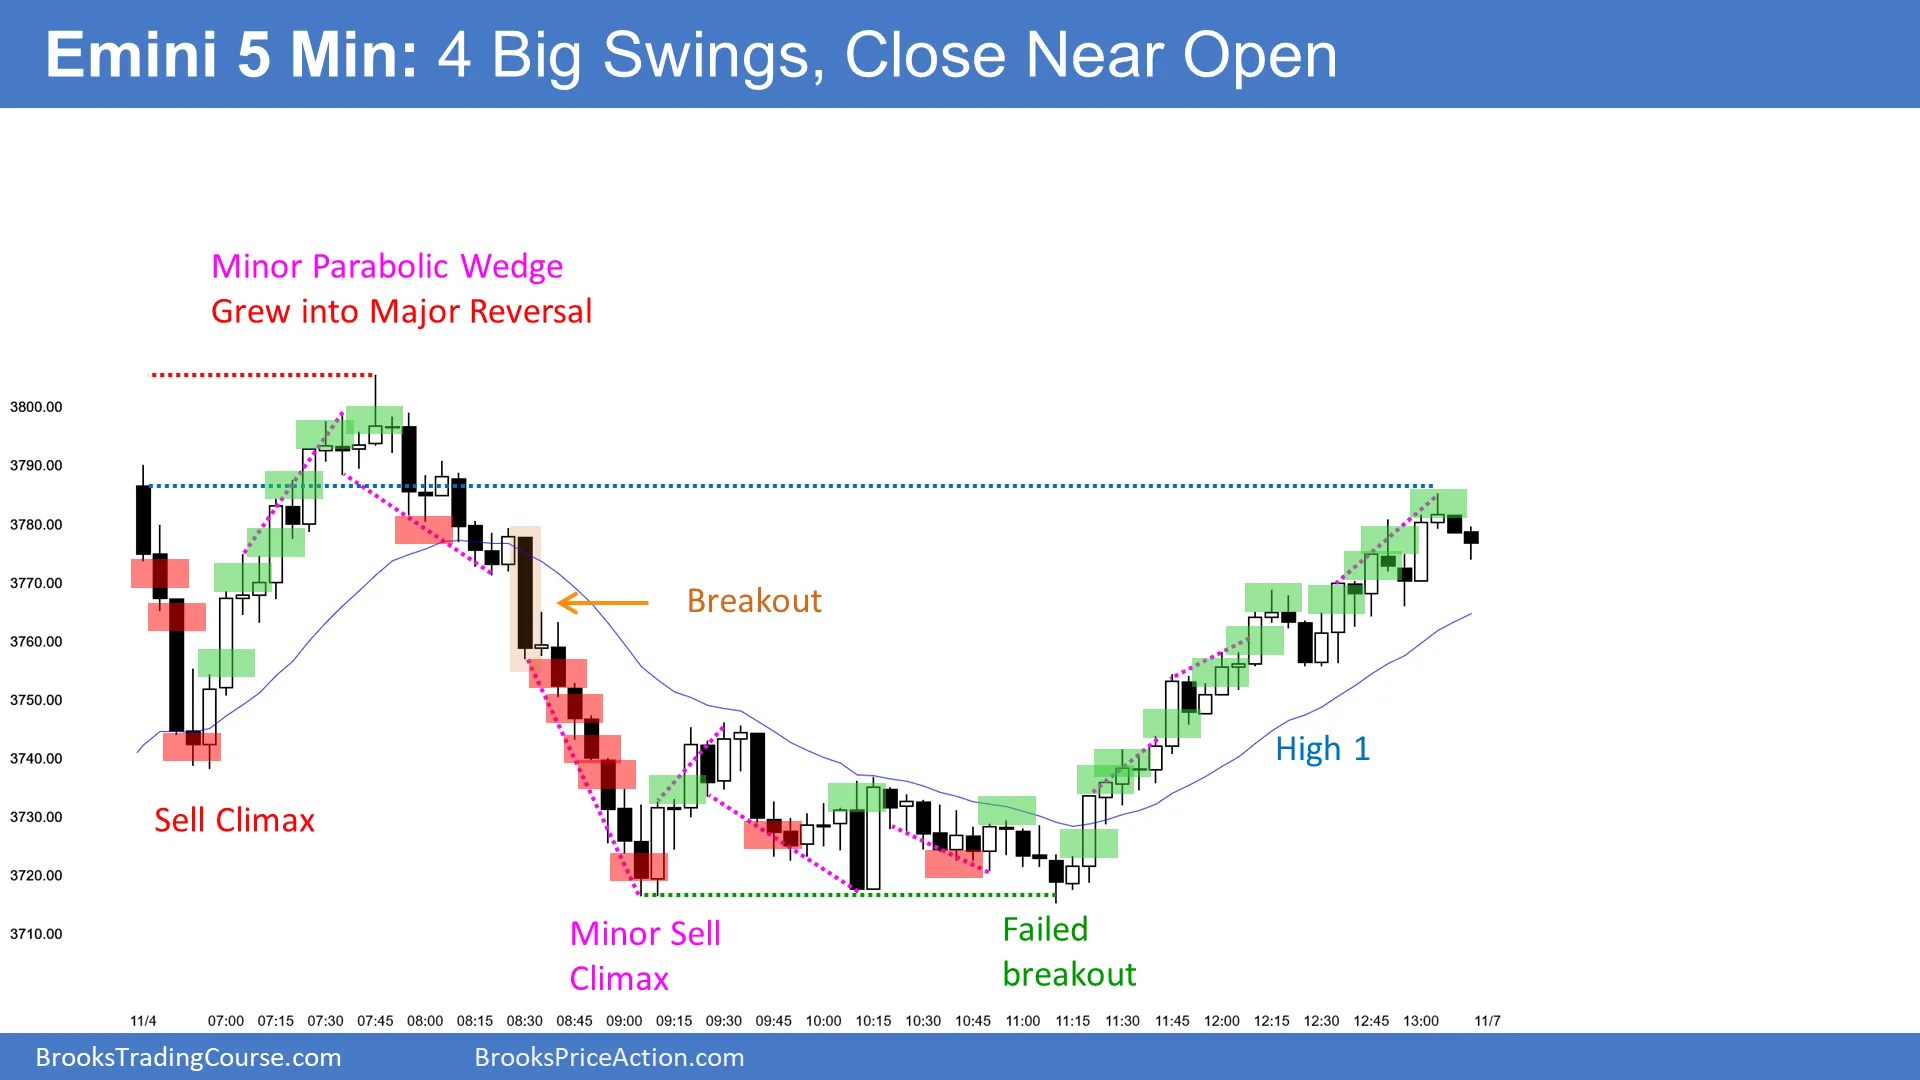 Emini 5 Min: 4 Big Swings, Close Near Open
Minor Parabolic Wedge
Grew into Major Reversal
3800.00
3790.00
3780.00
3770.00
3760.00
3750.00
3740.00
3730.00
3720.00
3710.00
Breakout
High 1
Sell Climax
Minor Sell
Climax
Failed
breakout
11/4 07:00 07:15 07:30 07:45 08:00 08:15 08:30 08:45 09:00 09:15 09:30 09:45 10:00 10:15 10:30 10:45 11:00 11:15 11:30 11:45 12:00 12:15 12:30 12:45 13:00 11/7
BrooksTradingCourse.com BrooksPriceAction.com